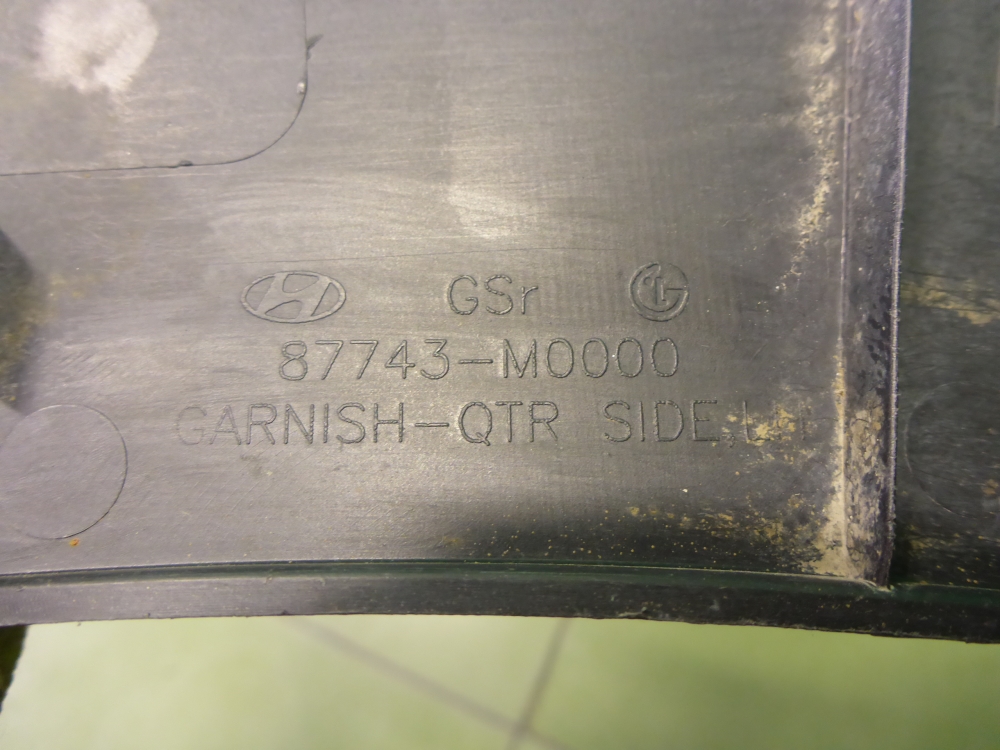 GSr
87743-M0000
GARNISH-QTR SIDE,LH